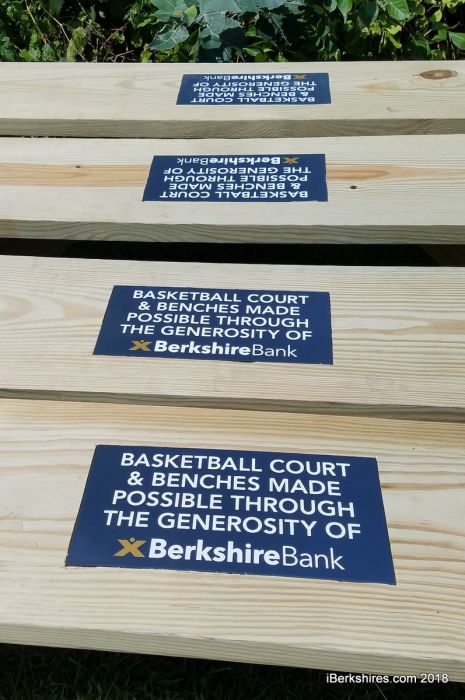 BASKETBALL COURT
& BENCHES MADE
POSSIBLE THROUGH
THE GENEROSITY OF
BerkshireBank
BASKETBALL COURT
& BENCHES MADE
POSSIBLE THROUGH
THE GENEROSITY OF
BerkshireBank
BASKETBALL COURT
& BENCHES MADE
POSSIBLE THROUGH
THE GENEROSITY OF
BerkshireBank
BASKETBALL COURT
& BENCHES MADE
POSSIBLE THROUGH
THE GENEROSITY OF
BerkshireBank
iBerkshires.com 2018